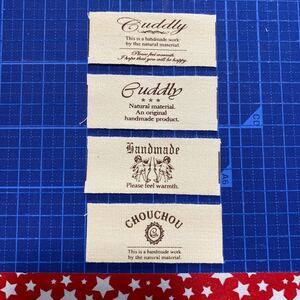 Cuddly
This is a handmade work
by the natural material.
Please feel warmth.
I hope that you will be happy.
Cuddly
Natural material.
An original
handmade product.
Handmade
Please feel warmth.
CHOUCHOU
This is a handmade work
by the natural material.
A5